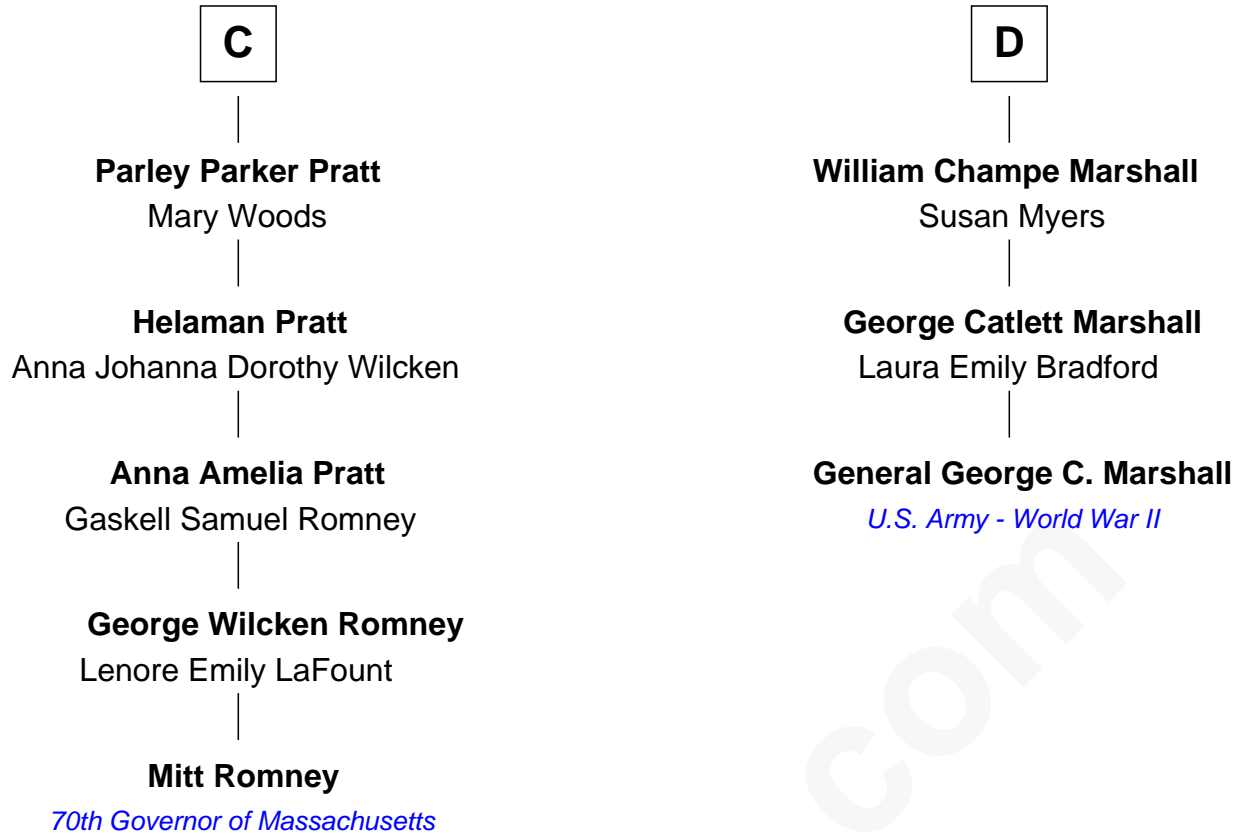 C
Parley Parker Pratt
Mary Woods
Helaman Pratt
Anna Johanna Dorothy Wilcken
Anna Amelia Pratt
Gaskell Samuel Romney
George Wilcken Romney
Lenore Emily LaFount
Mitt Romney
70th Governor of Massachusetts
D
William Champe Marshall
Susan Myers
George Catlett Marshall
Laura Emily Bradford
General George C. Marshall
U.S. Army - World War II
com